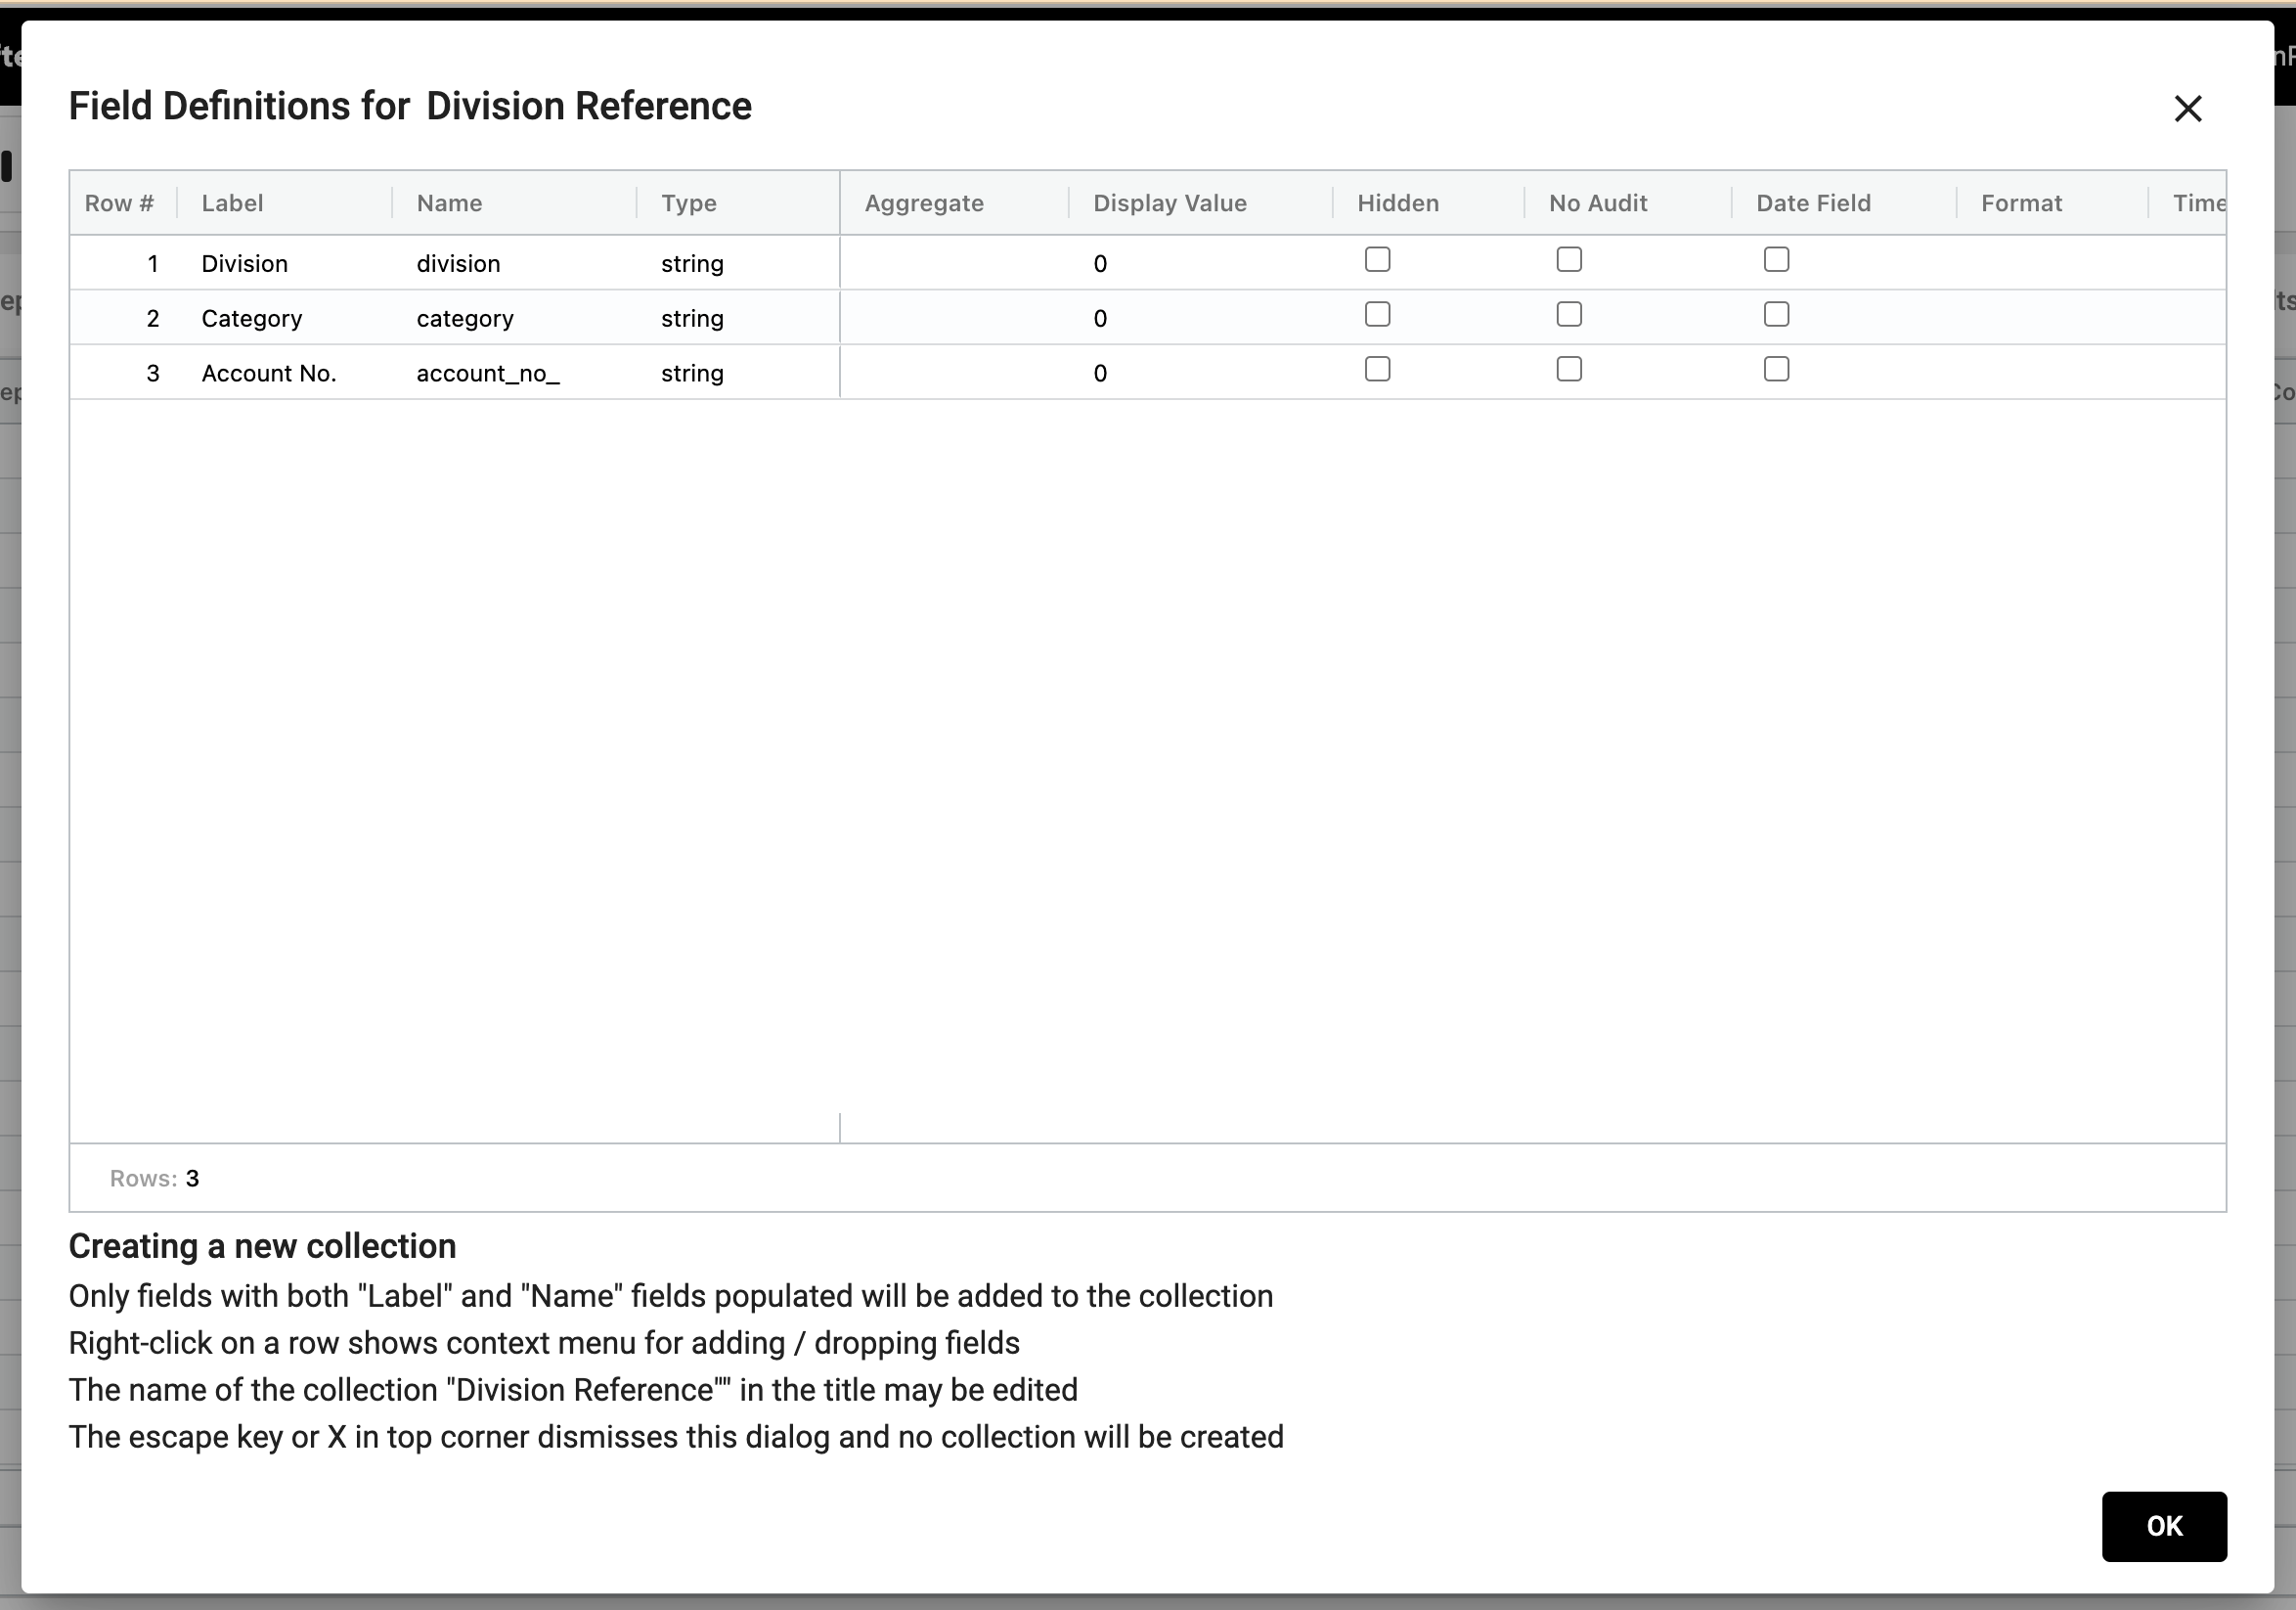 Field Definitions for Division Reference
Row # Label Name Type Aggregate Display Value Hidden No Audit Date Field Format Time
1 Division division string 0
2 Category category string 0
3 Account No. account_no_ string 0
Rows: 3
Creating a new collection
Only fields with both "Label" and "Name" fields populated will be added to the collection
Right-click on a row shows context menu for adding / dropping fields
The name of the collection "Division Reference"" in the title may be edited
The escape key or X in top corner dismisses this dialog and no collection will be created
OK